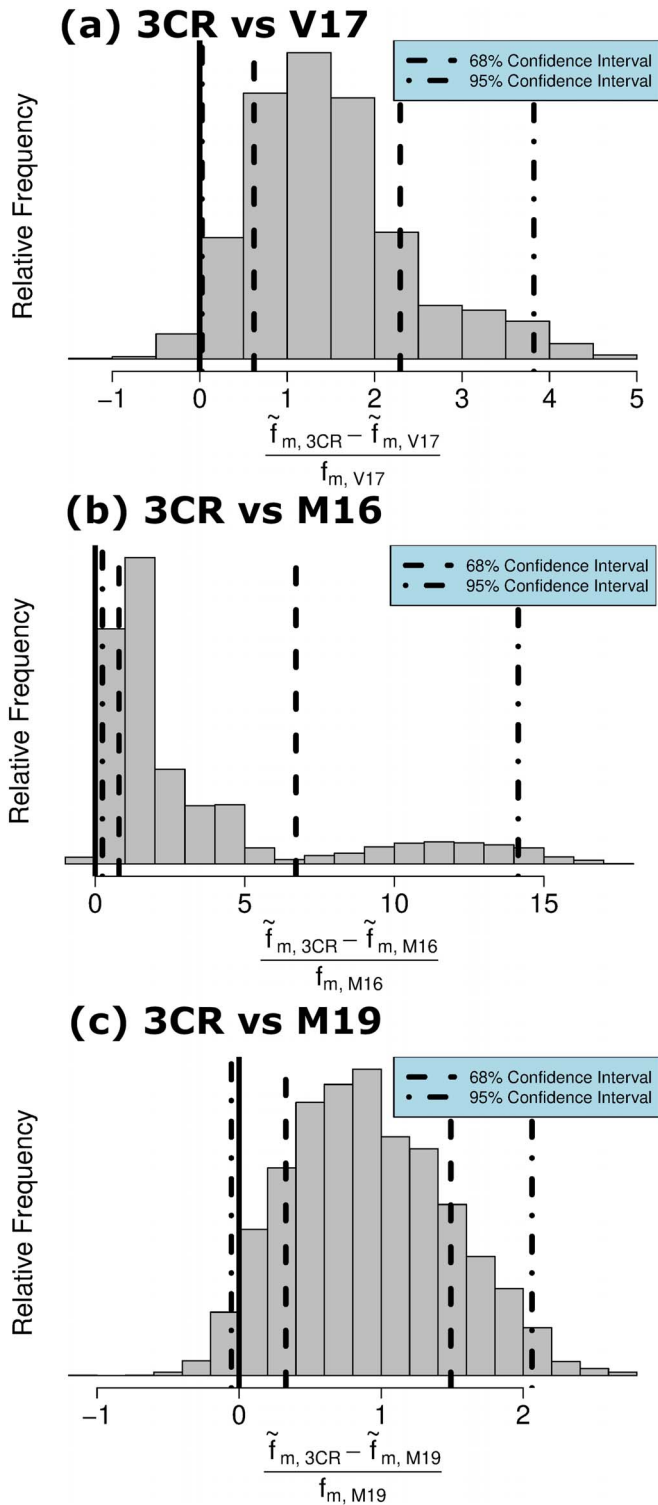 (a) 3CR vs V17
68% Confidence Interval
95% Confidence Interval
Relative Frequency
−1 0 1 2 3 4 5
f̃m, 3CR − f̃m, V17
fm, V17
(b) 3CR vs M16
68% Confidence Interval
95% Confidence Interval
Relative Frequency
0 5 10 15
f̃m, 3CR − f̃m, M16
fm, M16
(c) 3CR vs M19
68% Confidence Interval
95% Confidence Interval
Relative Frequency
−1 0 1 2
f̃m, 3CR − f̃m, M19
fm, M19